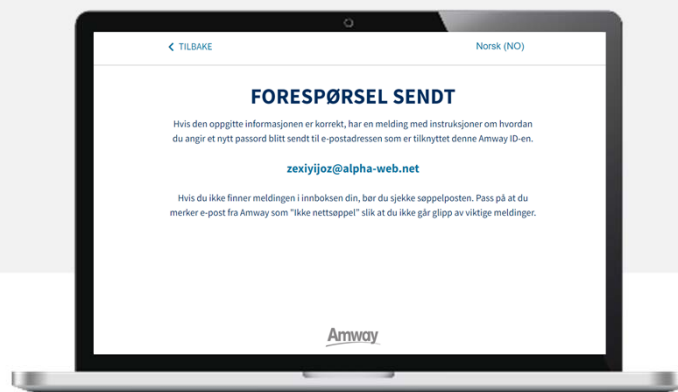 TILBAKE
Norsk (NO)
FORESPØRSEL SENDT
Hvis den oppgitte informasjonen er korrekt, har en melding med instruksjoner om hvordan
du angir et nytt passord blitt sendt til e-postadressen som er tilknyttet denne Amway ID-en.
zexiyijoz@alpha-web.net
Hvis du ikke finner meldingen i innboksen din, bør du sjekke søppelposten. Pass på at du
merker e-post fra Amway som "Ikke nettsøppel" slik at du ikke går glipp av viktige meldinger.
Amway